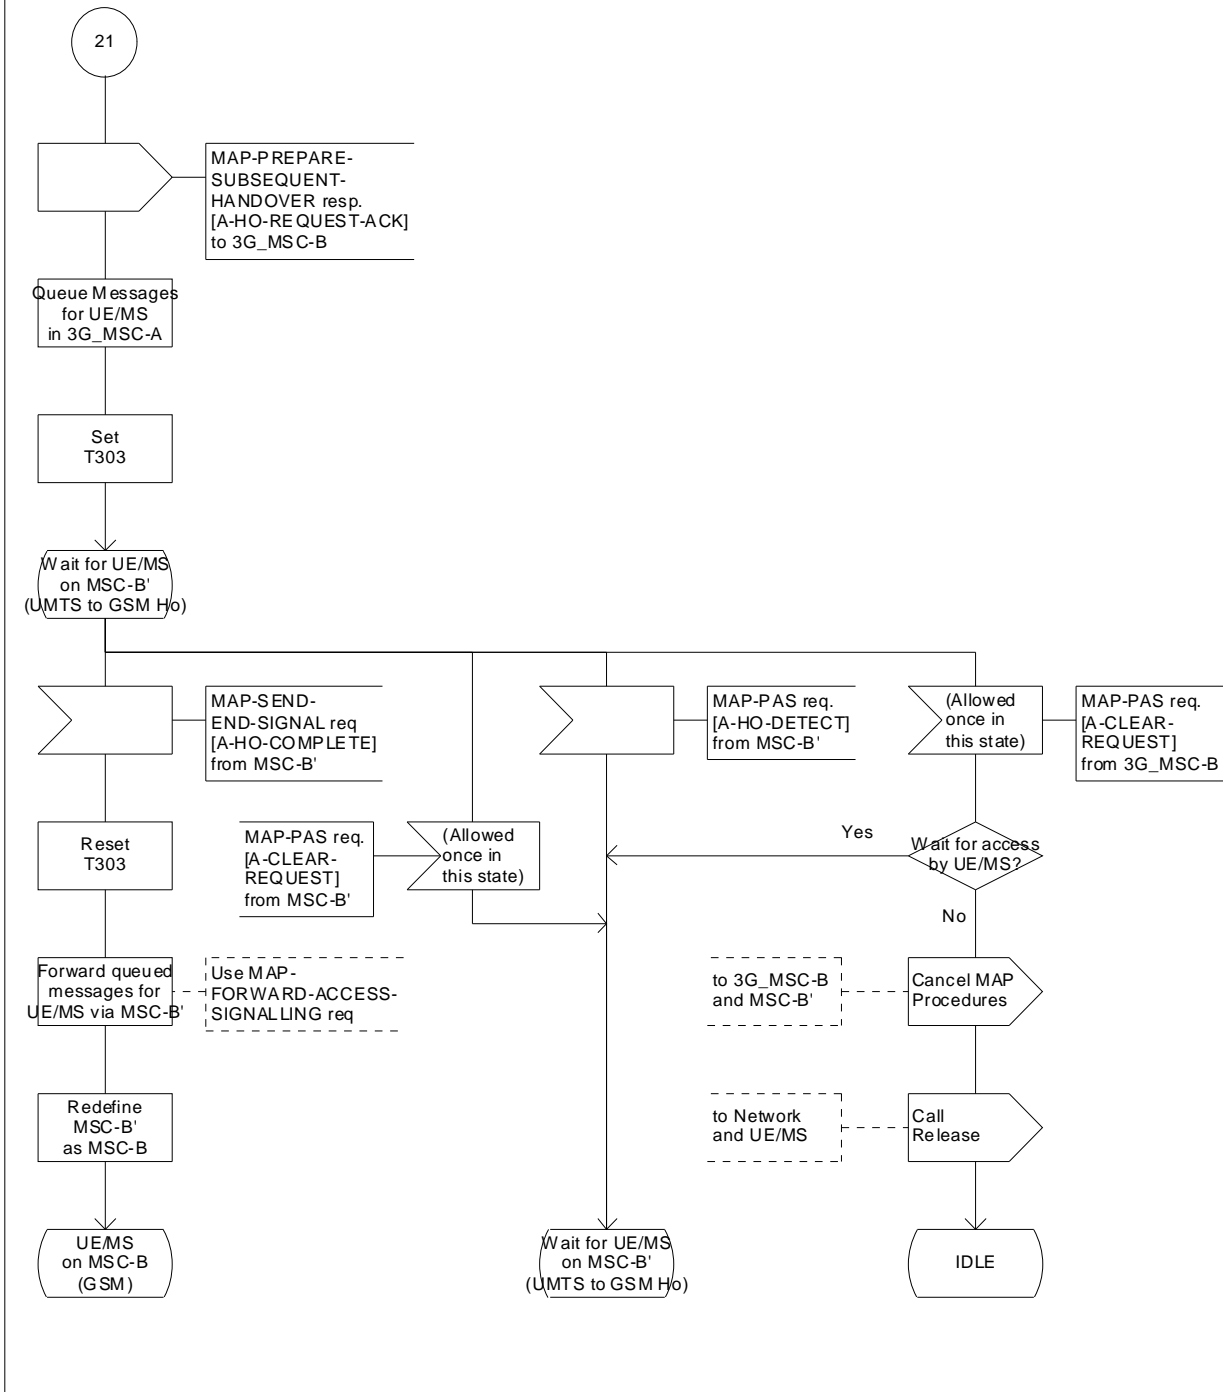 21
MAP-PREPARE-
SUBSEQUENT-
HANDOVER resp.
[A-HO-REQUEST-ACK]
to 3G_MSC-B
Queue Messages
for UE/MS
in 3G_MSC-A
Set
T303
Wait for UE/MS
on MSC-B'
(UMTS to GSM Ho)
MAP-SEND-
END-SIGNAL req
[A-HO-COMPLETE]
from MSC-B'
MAP-PAS req.
[A-HO-DETECT]
from MSC-B'
(Allowed
once in
this state)
MAP-PAS req.
[A-CLEAR-
REQUEST]
from 3G_MSC-B
Reset
T303
MAP-PAS req.
[A-CLEAR-
REQUEST]
from MSC-B'
(Allowed
once in
this state)
Yes
Wait for access
by UE/MS?
No
Forward queued
messages for
UE/MS via MSC-B'
Use MAP-
FORWARD-ACCESS-
SIGNALLING req
to 3G_MSC-B
and MSC-B'
Cancel MAP
Procedures
Redefine
MSC-B'
as MSC-B
to Network
and UE/MS
Call
Release
UE/MS
on MSC-B
(GSM)
Wait for UE/MS
on MSC-B'
(UMTS to GSM Ho)
IDLE